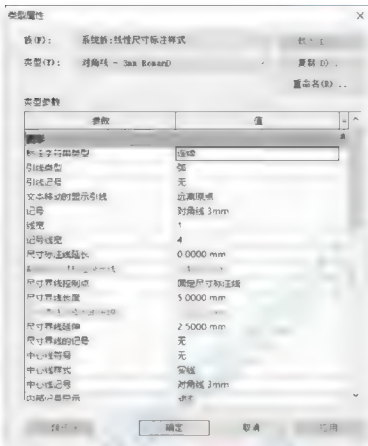 类型属性
族(F): 系统族:线性尺寸标注样式
类型(T): 对角线 - 3mm RomanD
复制(D)...
重命名(R)...
类型参数
参数 值
图形
标注字符串类型 连续
引线类型 弧
引线记号 无
文本移动时显示引线 远离原点
记号 对角线 3mm
线宽 1
记号线宽 4
尺寸标注线延长 0.0000 mm
尺寸界线控制点 固定尺寸标注线
尺寸界线长度 5.0000 mm
尺寸界线延伸 2.5000 mm
尺寸界线的记号 无
中心线符号 无
中心线样式 实线
中心线记号 对角线 3mm
内部记号显示
确定 取消 应用